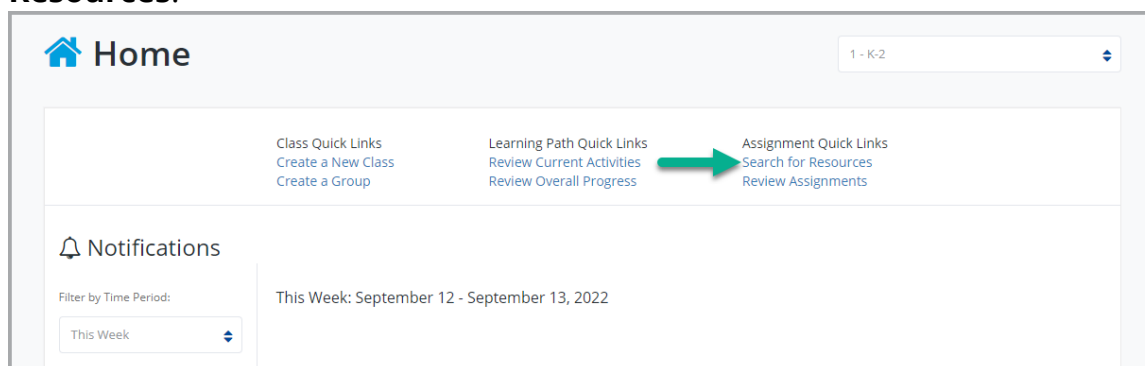 Resources.
Home
1 - K-2
Class Quick Links
Create a New Class
Create a Group
Learning Path Quick Links
Review Current Activities
Review Overall Progress
Assignment Quick Links
Search for Resources
Review Assignments
Notifications
Filter by Time Period:
This Week
This Week: September 12 - September 13, 2022